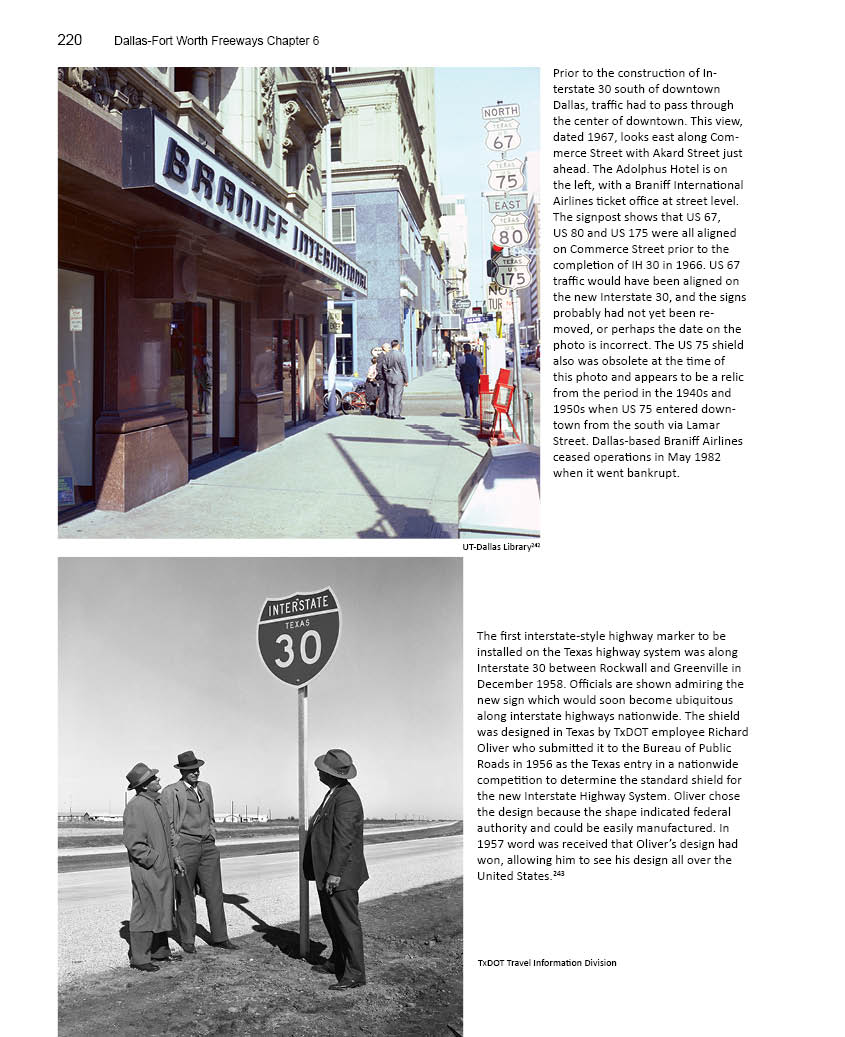 220 Dallas-Fort Worth Freeways Chapter 6
BRANIFF INTERNATIONAL
NORTH
TEXAS
67
TEXAS
75
EAST
TEXAS
80
TEXAS
US
175
NO
TUR
Prior to the construction of In-
terstate 30 south of downtown
Dallas, traffic had to pass through
the center of downtown. This view,
dated 1967, looks east along Com-
merce Street with Akard Street just
ahead. The Adolphus Hotel is on
the left, with a Braniff International
Airlines ticket office at street level.
The signpost shows that US 67,
US 80 and US 175 were all aligned
on Commerce Street prior to the
completion of IH 30 in 1966. US 67
traffic would have been aligned on
the new Interstate 30, and the signs
probably had not yet been re-
moved, or perhaps the date on the
photo is incorrect. The US 75 shield
also was obsolete at the time of
this photo and appears to be a relic
from the period in the 1940s and
1950s when US 75 entered down-
town from the south via Lamar
Street. Dallas-based Braniff Airlines
ceased operations in May 1982
when it went bankrupt.
UT-Dallas Library242
INTERSTATE
TEXAS
30
The first interstate-style highway marker to be
installed on the Texas highway system was along
Interstate 30 between Rockwall and Greenville in
December 1958. Officials are shown admiring the
new sign which would soon become ubiquitous
along interstate highways nationwide. The shield
was designed in Texas by TxDOT employee Richard
Oliver who submitted it to the Bureau of Public
Roads in 1956 as the Texas entry in a nationwide
competition to determine the standard shield for
the new Interstate Highway System. Oliver chose
the design because the shape indicated federal
authority and could be easily manufactured. In
1957 word was received that Oliver's design had
won, allowing him to see his design all over the
United States.243
TxDOT Travel Information Division